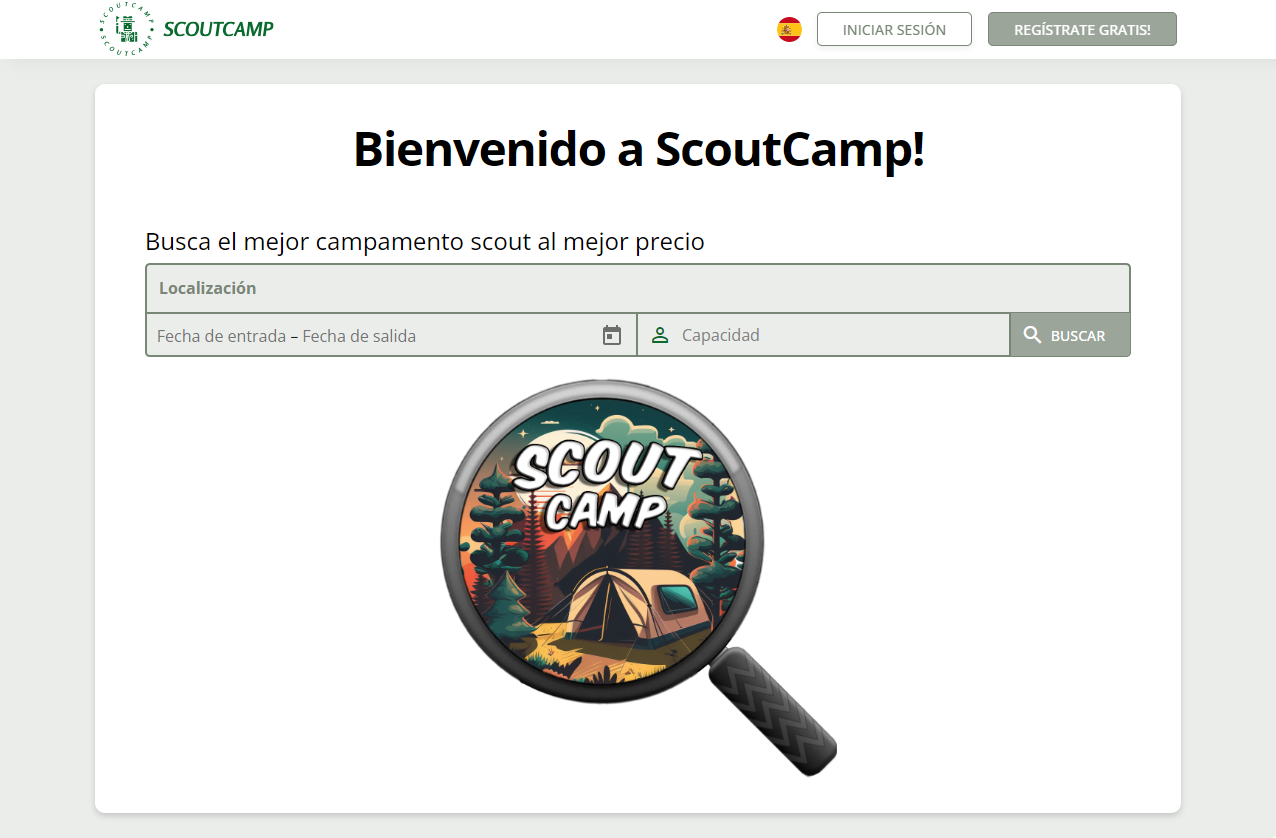 SCOUTCAMP
SCOUTCAMP
SCOUTCAMP
INICIAR SESIÓN
REGÍSTRATE GRATIS!
Bienvenido a ScoutCamp!
Busca el mejor campamento scout al mejor precio
Localización
Fecha de entrada – Fecha de salida
Capacidad
BUSCAR
SCOUT
CAMP